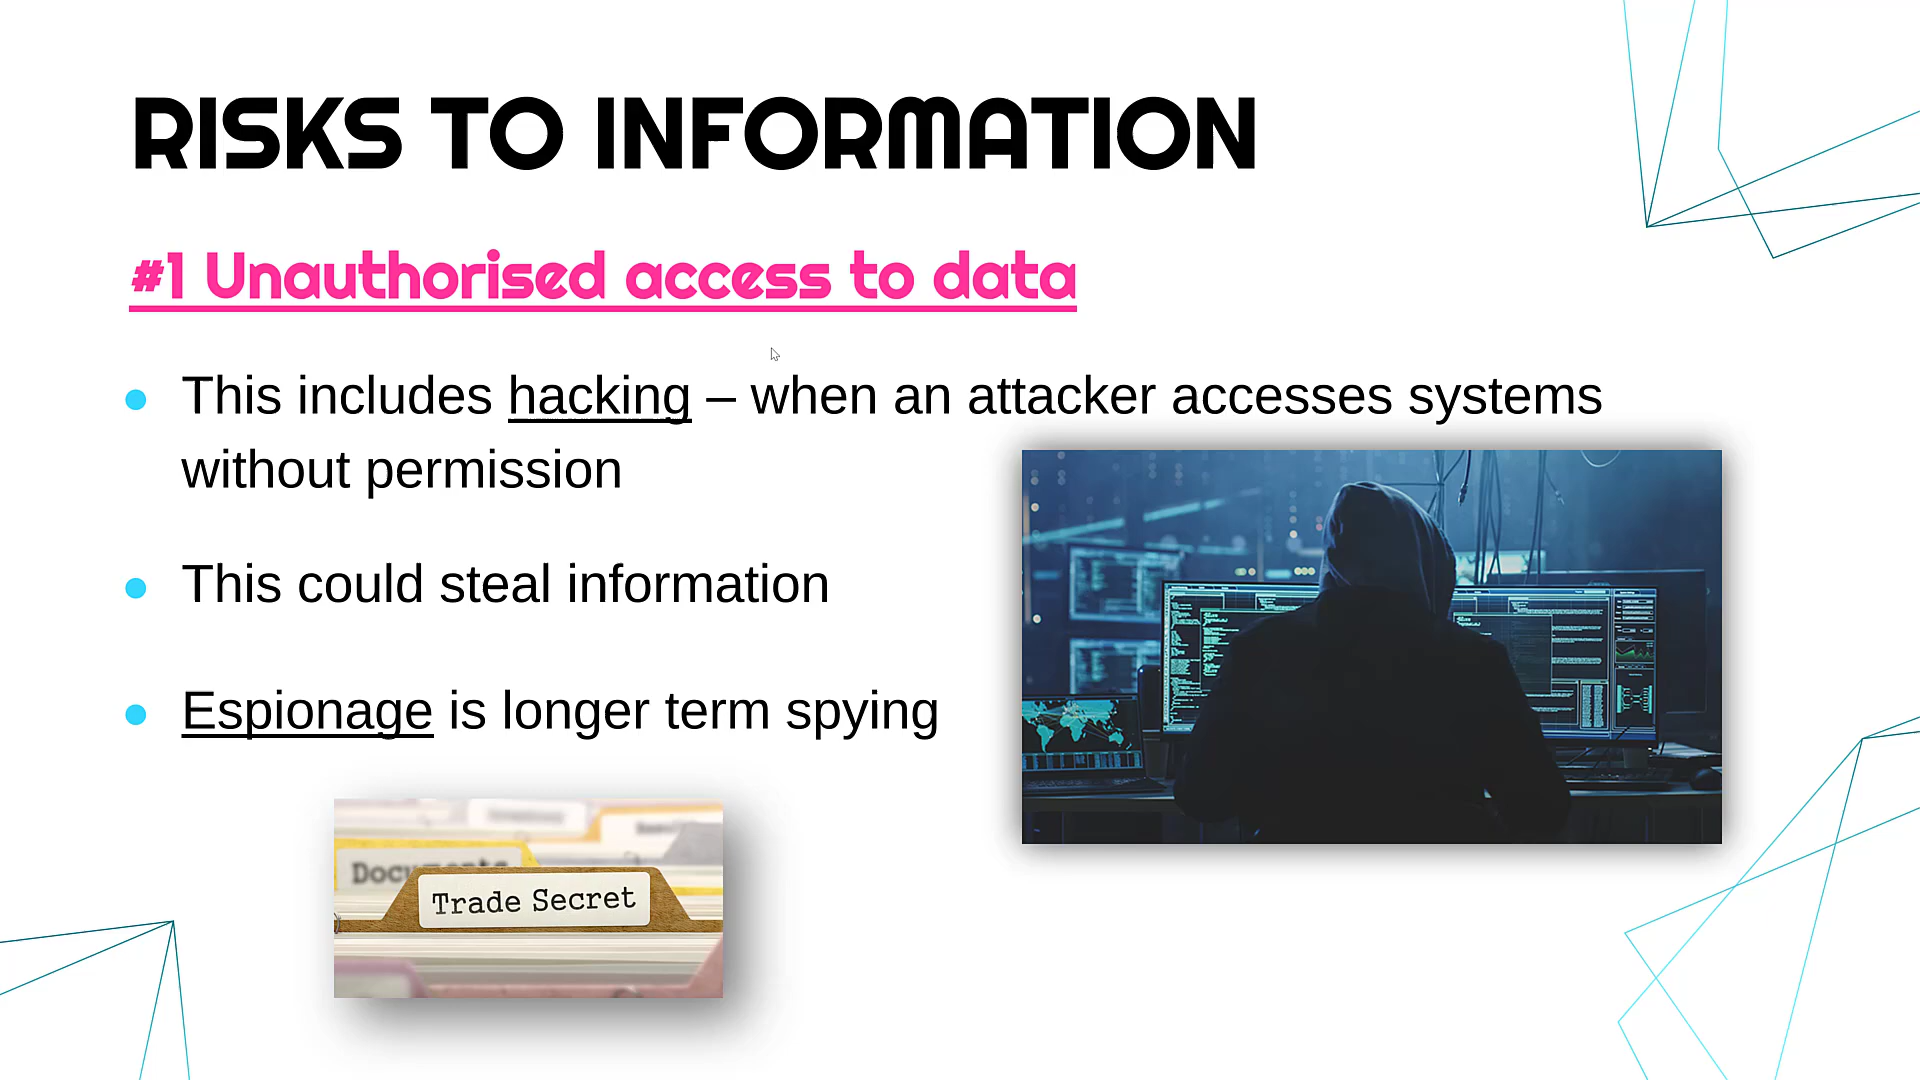 RISKS TO INFORMATION
#1 Unauthorised access to data
This includes hacking – when an attacker accesses systems
without permission
This could steal information
Espionage is longer term spying
Documents
Trade Secret